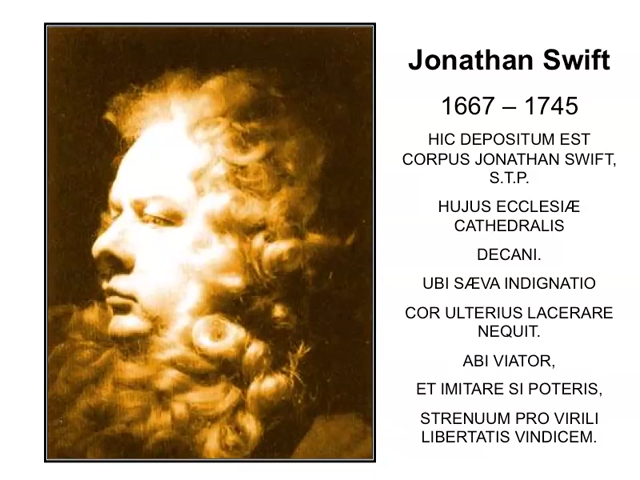 Jonathan Swift
1667 – 1745
HIC DEPOSITUM EST
CORPUS JONATHAN SWIFT,
S.T.P.
HUJUS ECCLESIÆ
CATHEDRALIS
DECANI.
UBI SÆVA INDIGNATIO
COR ULTERIUS LACERARE
NEQUIT.
ABI VIATOR,
ET IMITARE SI POTERIS,
STRENUUM PRO VIRILI
LIBERTATIS VINDICEM.